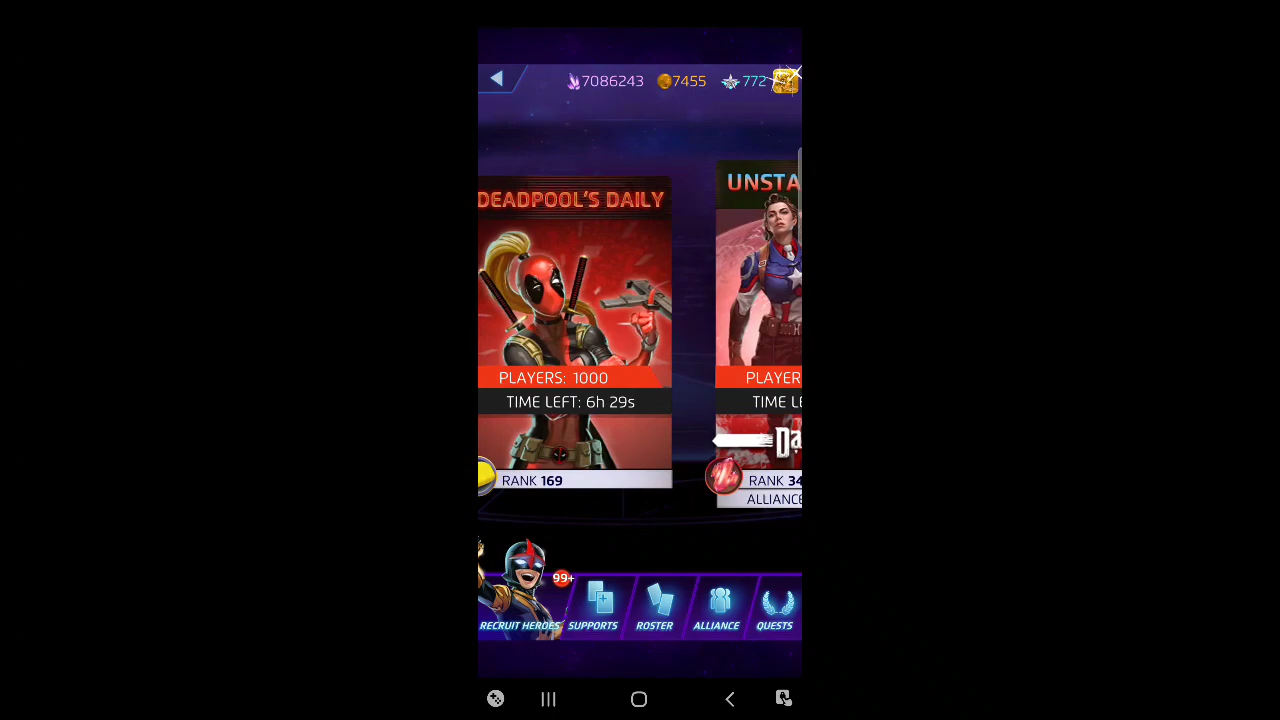 7086243 7455 772
DEADPOOL'S DAILY
UNSTA
PLAYERS: 1000
PLAYER
TIME LEFT: 6h 29s
TIME LE
Da
RANK 169
RANK 34
ALLIANCE
99+
RECRUIT HEROES
SUPPORTS
ROSTER
ALLIANCE
QUESTS